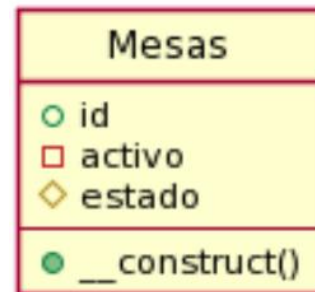 Mesas
id
activo
estado
__construct()